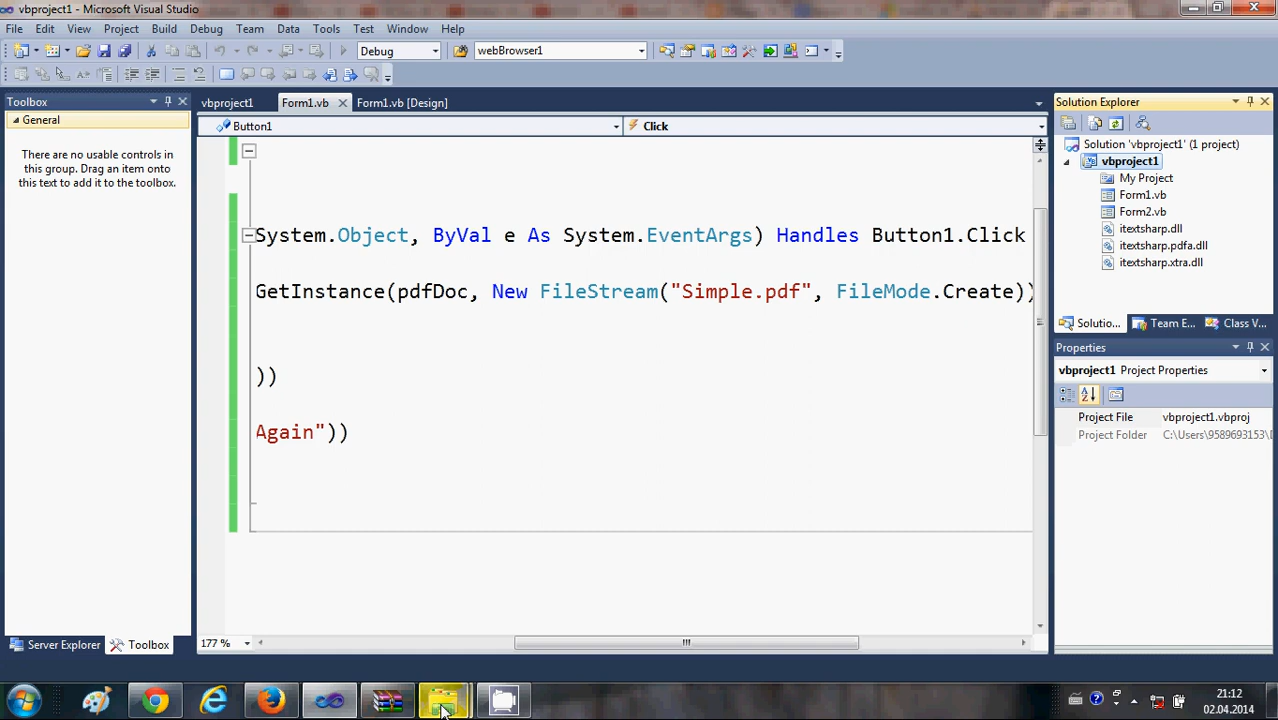 vbproject1 - Microsoft Visual Studio
File Edit View Project Build Debug Team Data Tools Test Window Help
Debug webBrowser1
Toolbox
General
There are no usable controls in
this group. Drag an item onto
this text to add it to the toolbox.
Server Explorer Toolbox
vbproject1 Form1.vb Form1.vb [Design]
Button1 Click
System.Object, ByVal e As System.EventArgs) Handles Button1.Click
GetInstance(pdfDoc, New FileStream("Simple.pdf", FileMode.Create))
))
Again"))
177 %
Solution Explorer
Solution 'vbproject1' (1 project)
vbproject1
My Project
Form1.vb
Form2.vb
itextsharp.dll
itextsharp.pdfa.dll
itextsharp.xtra.dll
Solutio... Team E... Class V...
Properties
vbproject1 Project Properties
Project File vbproject1.vbproj
Project Folder C:\Users\9589693153\
21:12
02.04.2014